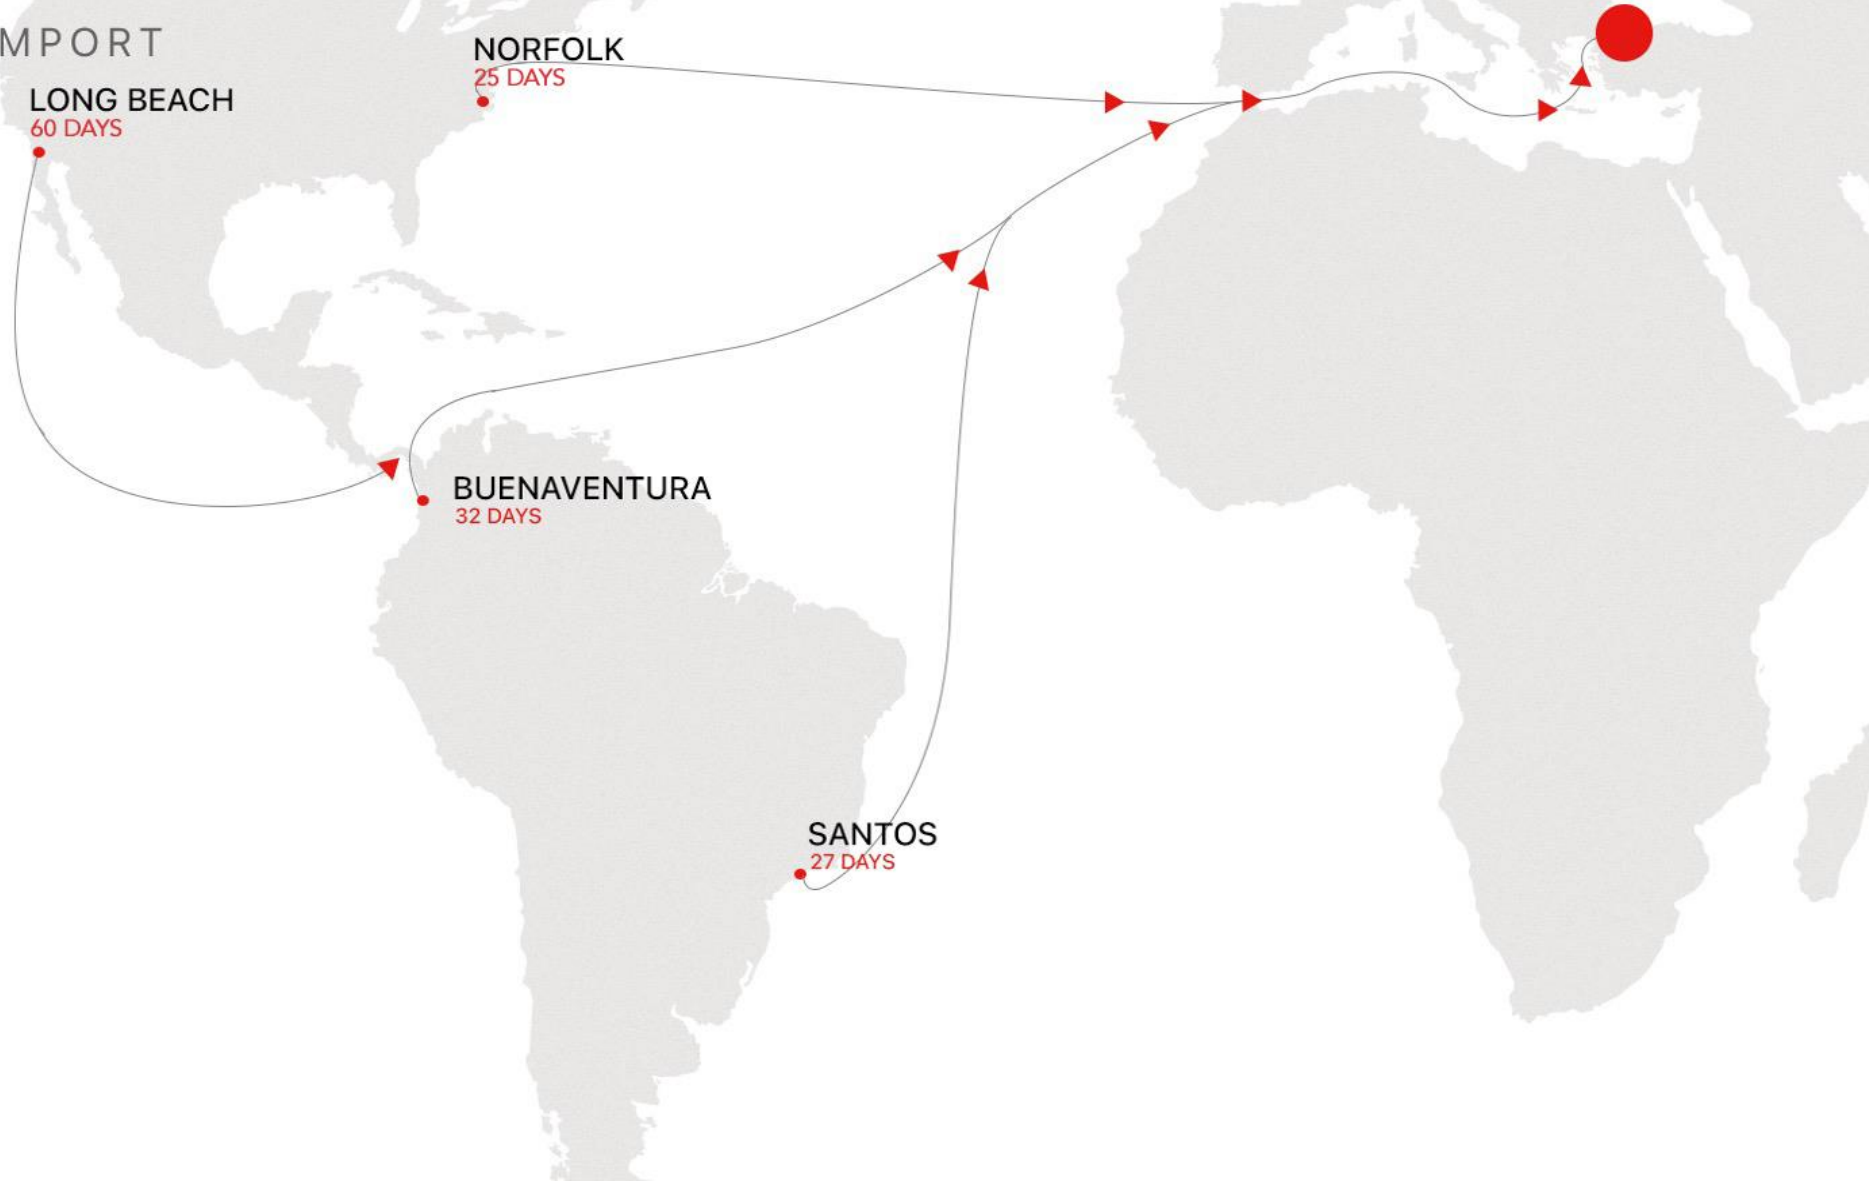 MPORT
NORFOLK
25 DAYS
LONG BEACH
60 DAYS
BUENAVENTURA
32 DAYS
SANTOS
27 DAYS